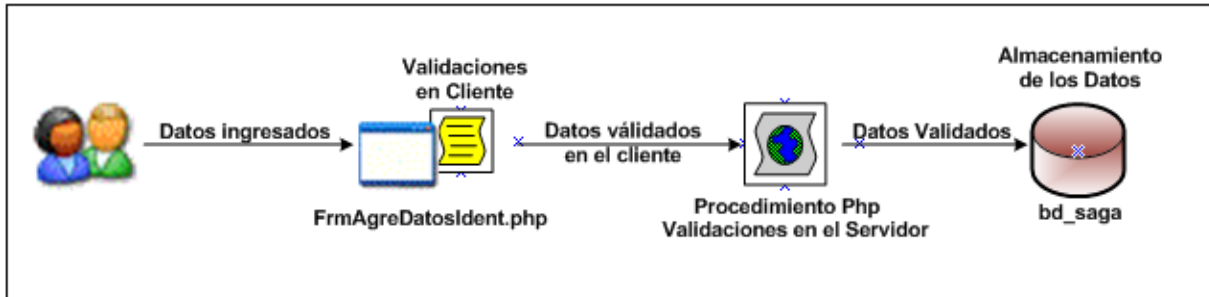 Datos ingresados
Validaciones
en Cliente
FrmAgreDatosIdent.php
Datos válidados
en el cliente
Procedimiento Php
Validaciones en el Servidor
Datos Validados
Almacenamiento
de los Datos
bd_saga